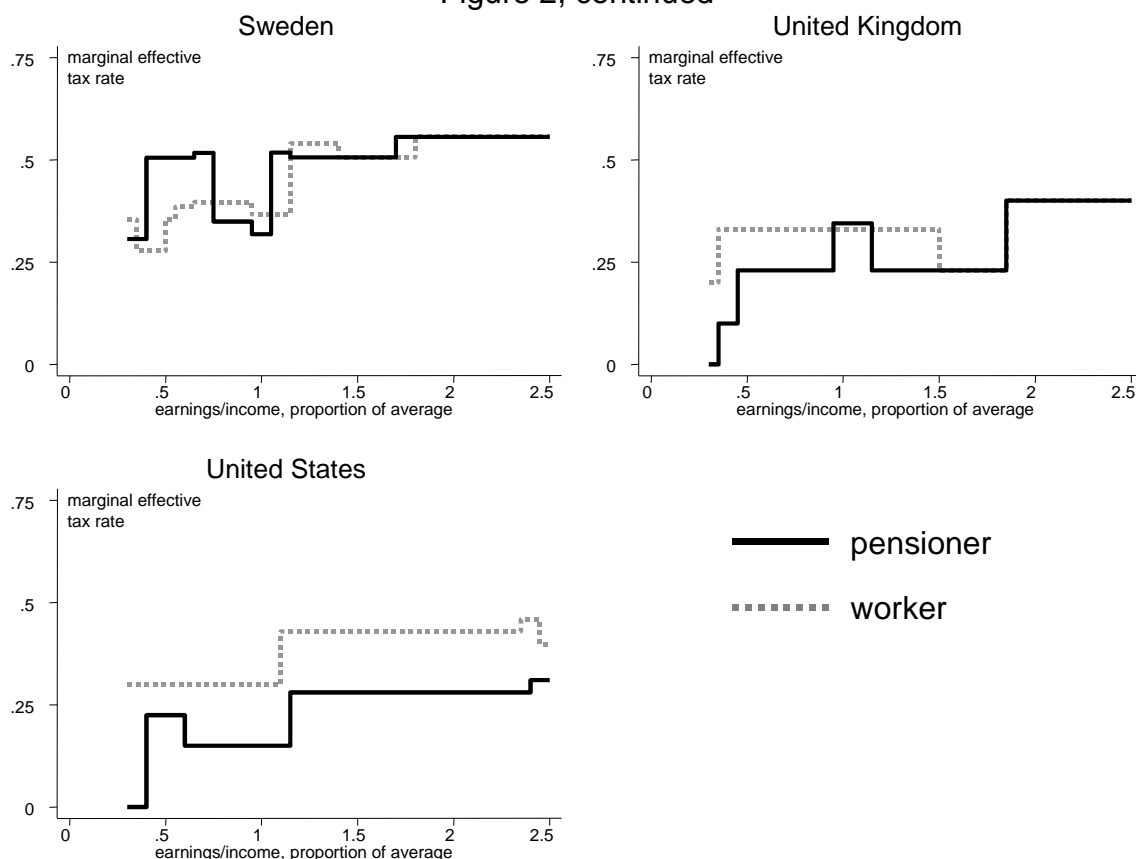 Figure 2, continued
Sweden
marginal effective
tax rate
.75
.5
.25
0
0 .5 1 1.5 2 2.5
earnings/income, proportion of average
United Kingdom
marginal effective
tax rate
.75
.5
.25
0
0 .5 1 1.5 2 2.5
earnings/income, proportion of average
United States
marginal effective
tax rate
.75
.5
.25
0
0 .5 1 1.5 2 2.5
earnings/income, proportion of average
pensioner
worker